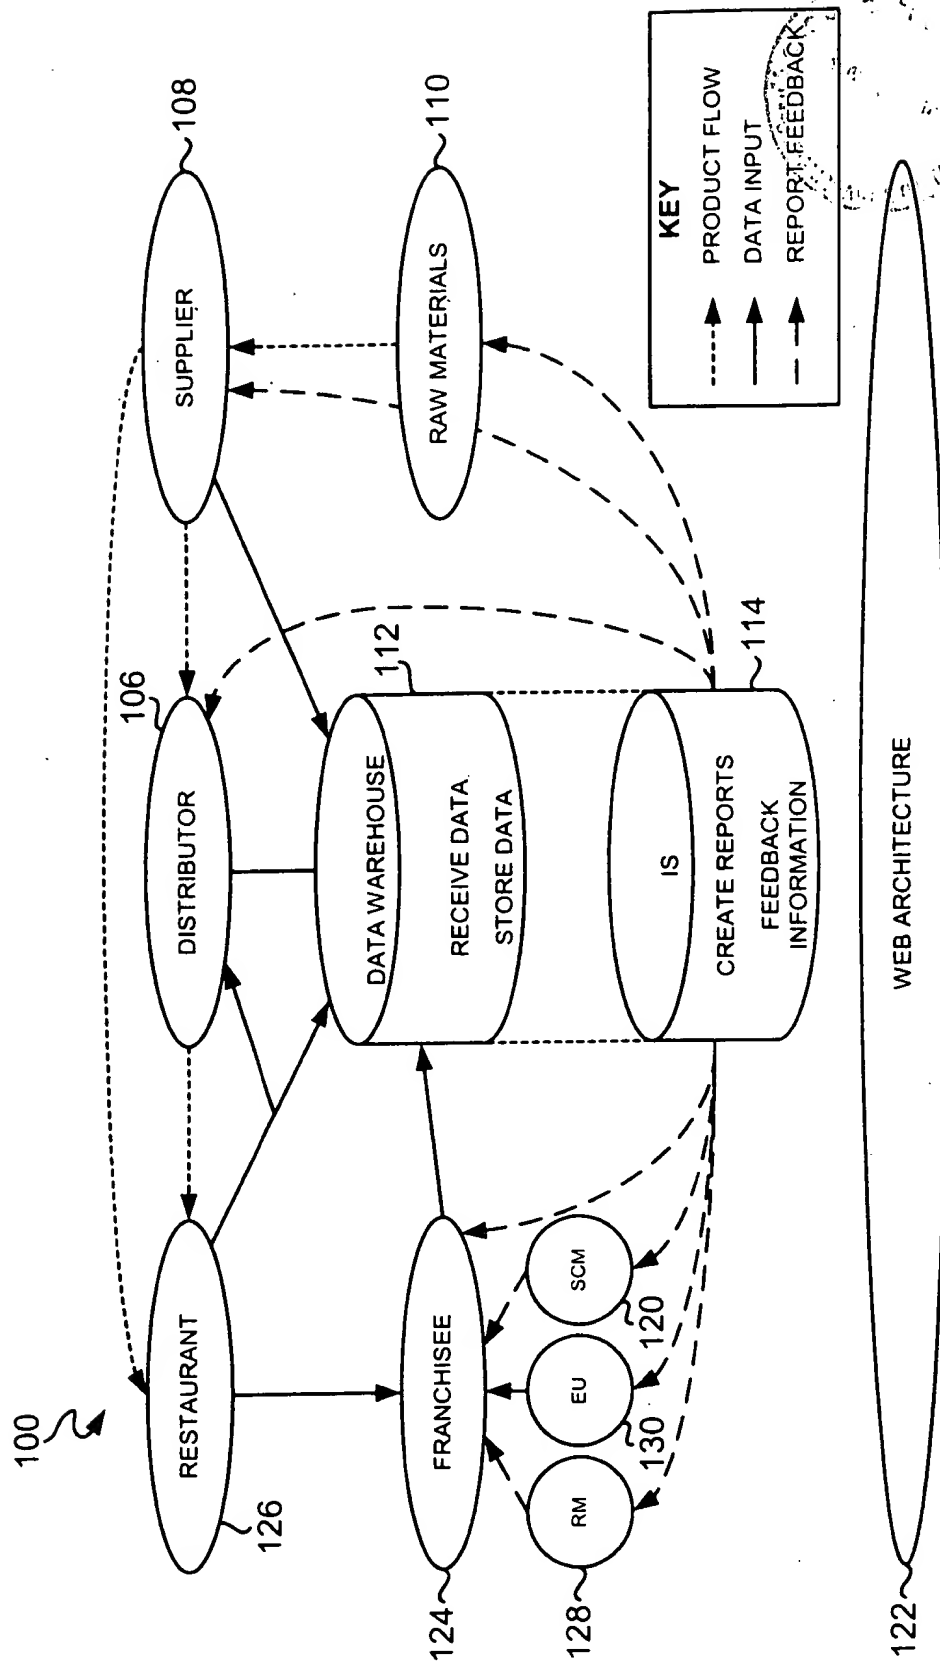 100
RESTAURANT
126
DISTRIBUTOR
106
SUPPLIER
108
FRANCHISEE
124
DATA WAREHOUSE
112
RECEIVE DATA
STORE DATA
RAW MATERIALS
110
RM
128
EU
130
SCM
120
IS
114
CREATE REPORTS
FEEDBACK
INFORMATION
KEY
PRODUCT FLOW
DATA INPUT
REPORT FEEDBACK
WEB ARCHITECTURE
122